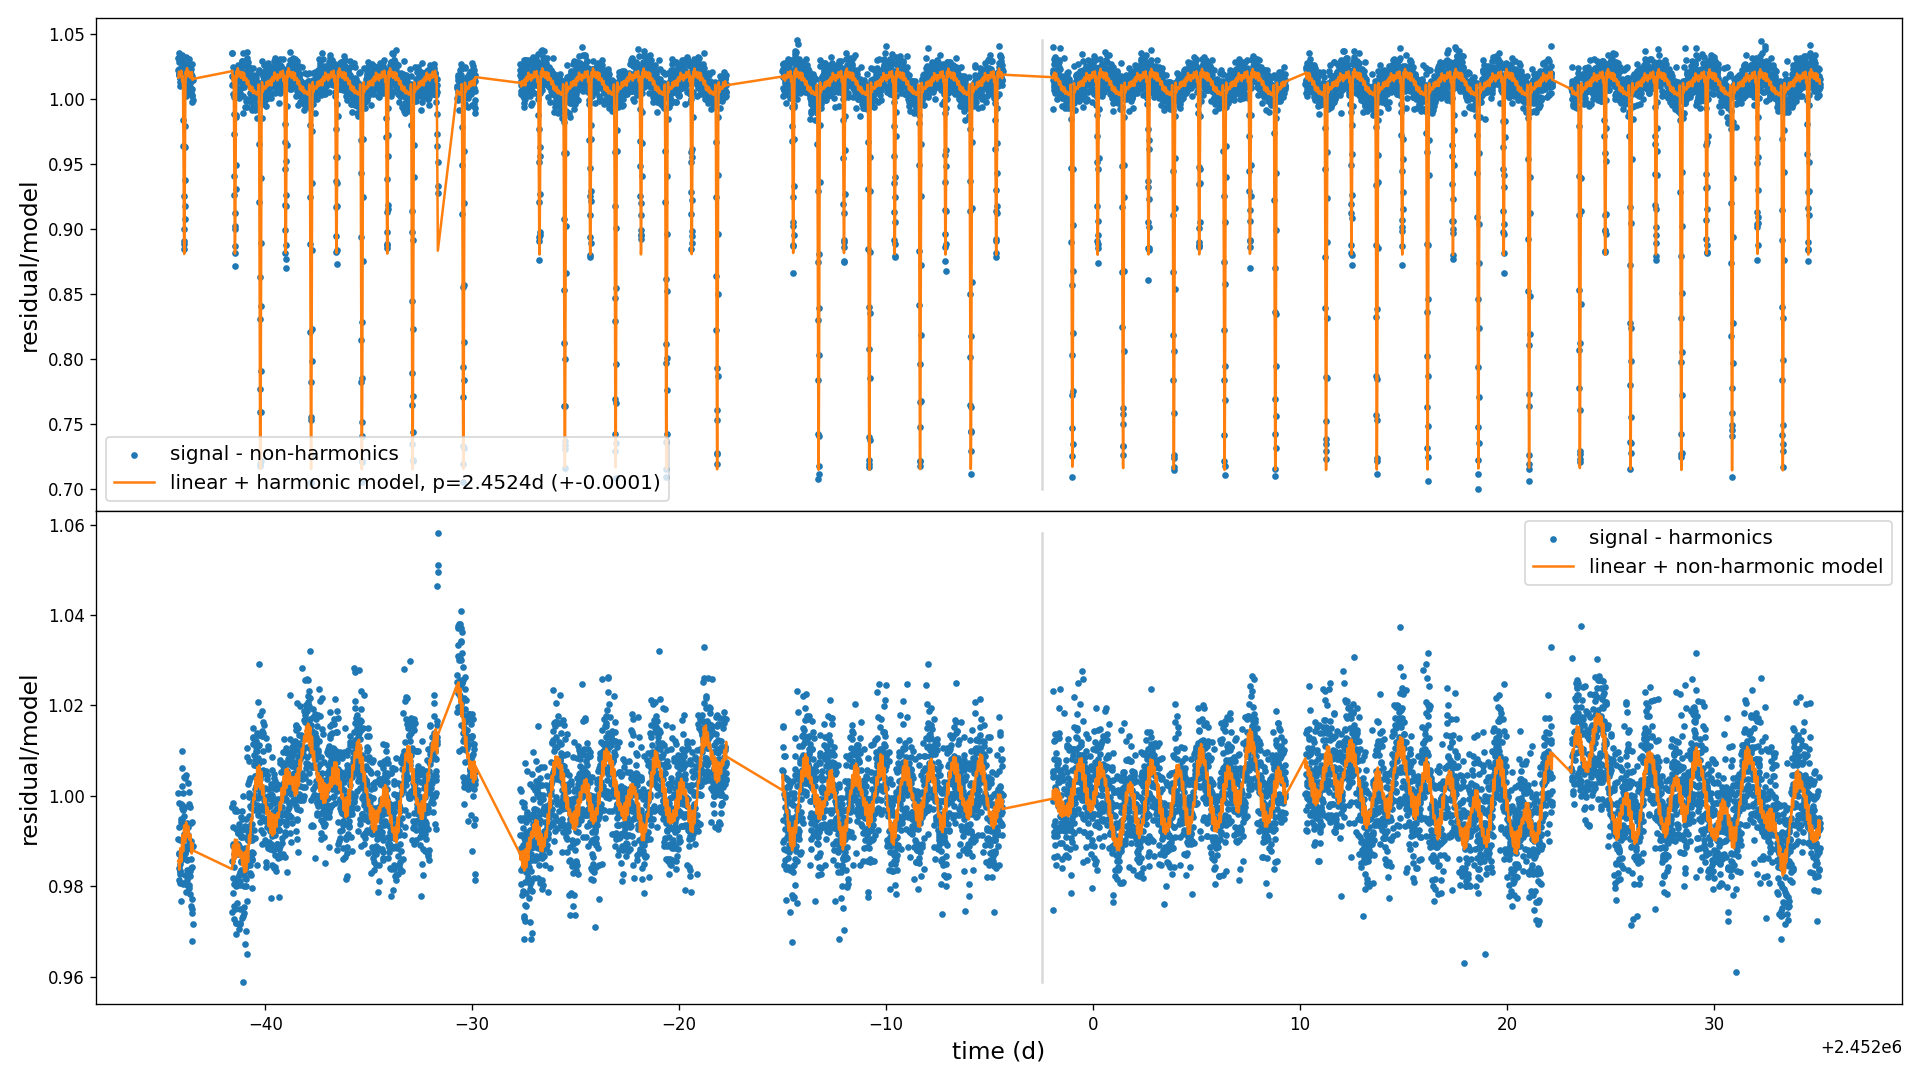 1.05
1.00
0.95
0.90
0.85
0.80
0.75
0.70
residual/model
signal - non-harmonics
linear + harmonic model, p=2.4524d (+-0.0001)
1.06
1.04
1.02
1.00
0.98
0.96
residual/model
signal - harmonics
linear + non-harmonic model
−40
−30
−20
−10
0
10
20
30
time (d)
+2.452e6